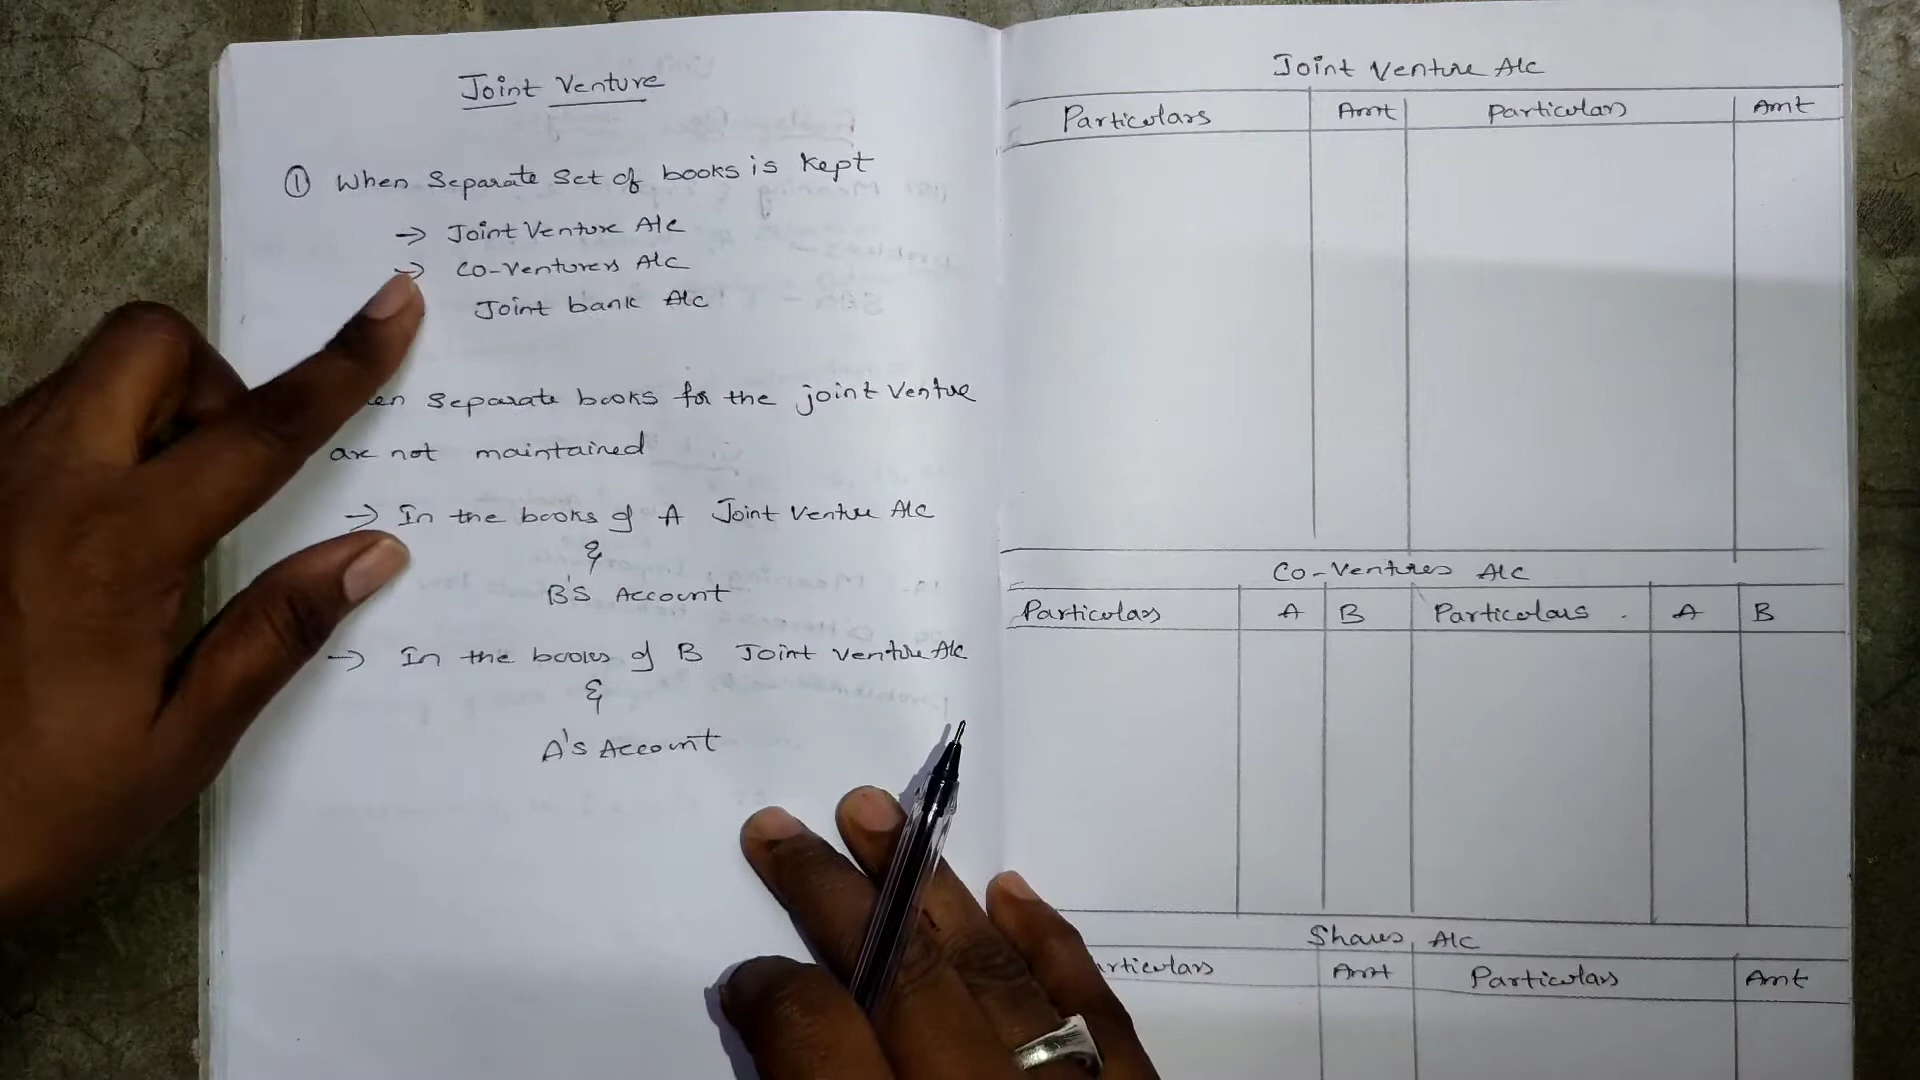 Joint Venture
① When Separate Set of books is kept
→ Joint Venture A/c
→ Co-Venturers A/c
Joint bank A/c
Separate books for the joint Ventue
are not maintained
→ In the books of A Joint Ventue A/c
&
B's Account
→ In the books of B Joint Venture A/c
&
A's Account
Joint Venture A/c
Particulars Amt Particulars Amt
Co-Ventures A/c
Particulars A B Particulars A B
Shares A/c
Amt Particulars Amt